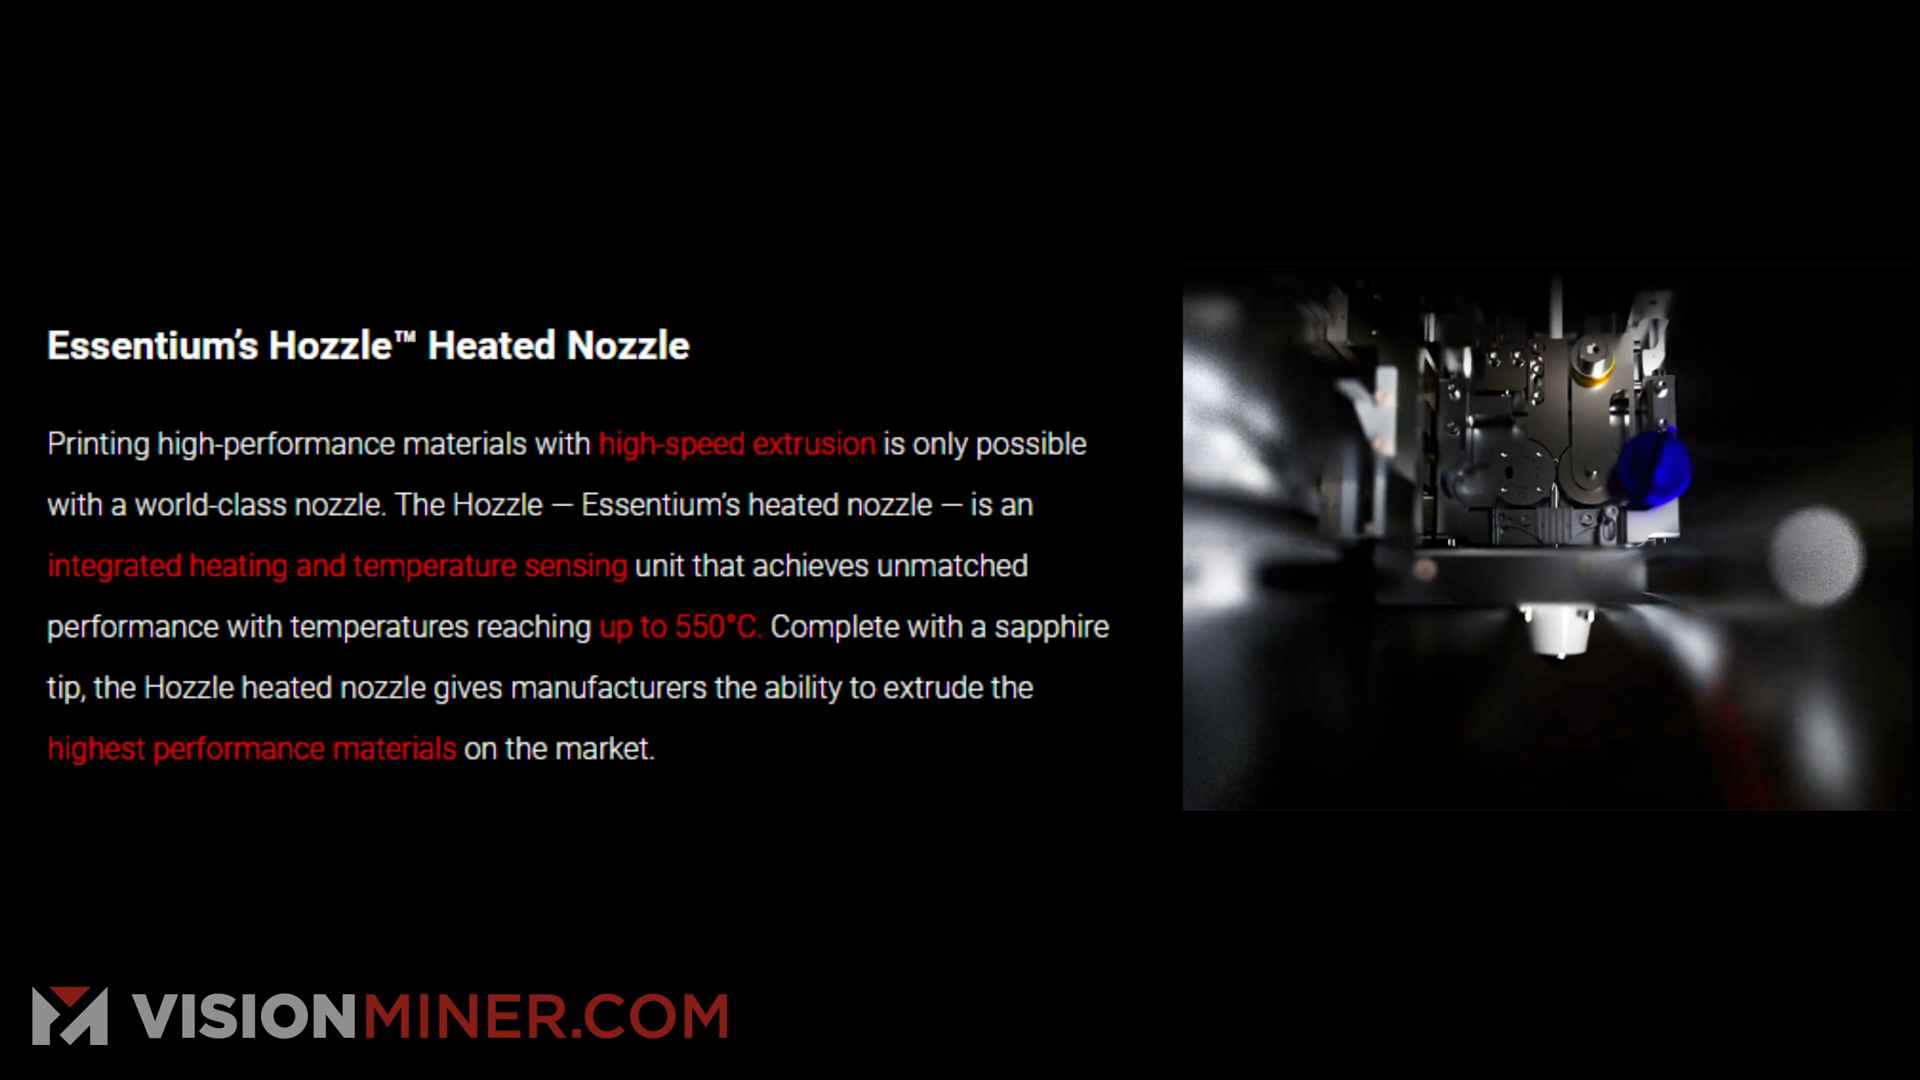 Essentium’s Hozzle™ Heated Nozzle
Printing high-performance materials with high-speed extrusion is only possible
with a world-class nozzle. The Hozzle — Essentium’s heated nozzle — is an
integrated heating and temperature sensing unit that achieves unmatched
performance with temperatures reaching up to 550°C. Complete with a sapphire
tip, the Hozzle heated nozzle gives manufacturers the ability to extrude the
highest performance materials on the market.
VISIONMINER.COM